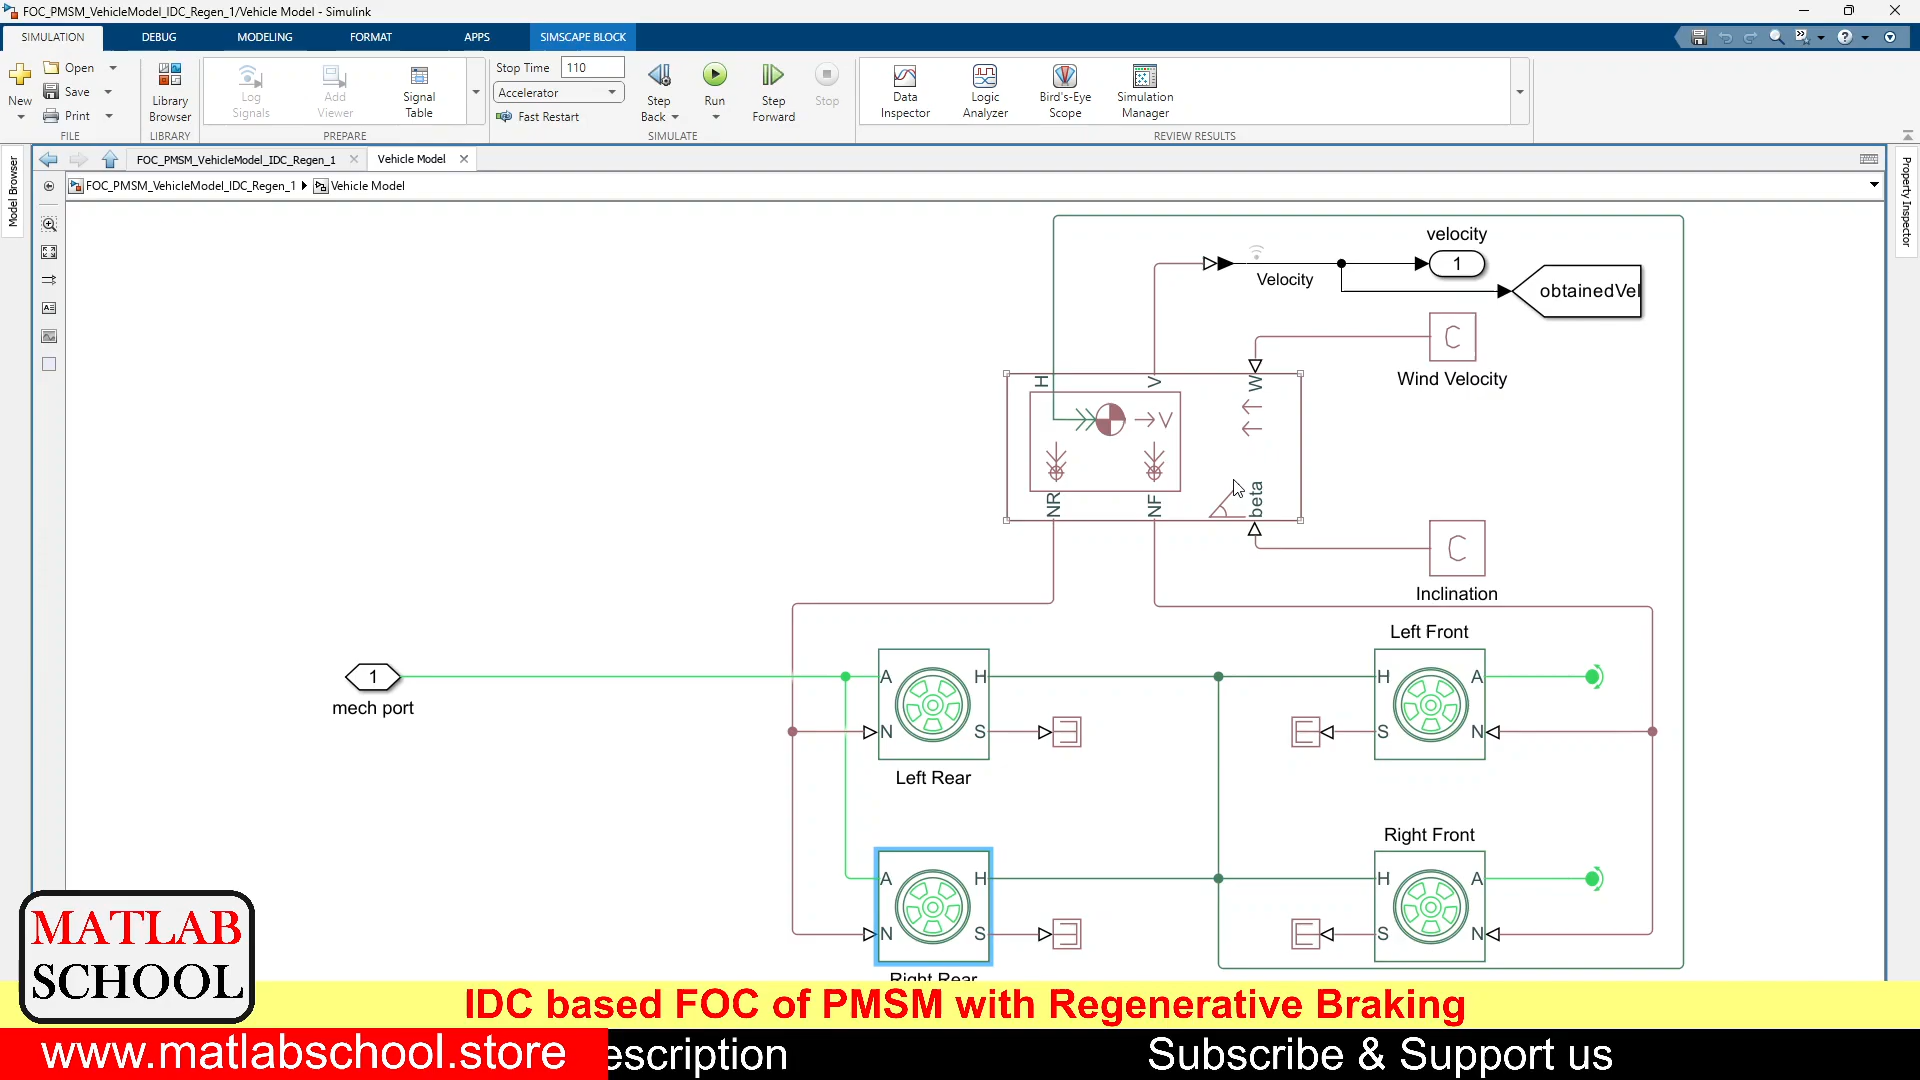 FOC_PMSM_VehicleModel_IDC_Regen_1/Vehicle Model - Simulink
SIMULATION DEBUG MODELING FORMAT APPS SIMSCAPE BLOCK
New
Open
Save
Print
FILE
Library Browser
LIBRARY
Log Signals
Add Viewer
Signal Table
PREPARE
Stop Time 110
Accelerator
Fast Restart
Step Back
Run
Step Forward
Stop
SIMULATE
Data Inspector
Logic Analyzer
Bird's-Eye Scope
Simulation Manager
REVIEW RESULTS
Model Browser
Property Inspector
FOC_PMSM_VehicleModel_IDC_Regen_1 Vehicle Model
FOC_PMSM_VehicleModel_IDC_Regen_1 Vehicle Model
velocity
1
Velocity
obtainedVel
C
Wind Velocity
H V W
V
NR NF beta
C
Inclination
Left Front
1
mech port
A H H A
N S S N
Left Rear
Right Front
A H H A
N S S N
Right Rear
MATLAB
SCHOOL
IDC based FOC of PMSM with Regenerative Braking
www.matlabschool.store
escription
Subscribe & Support us